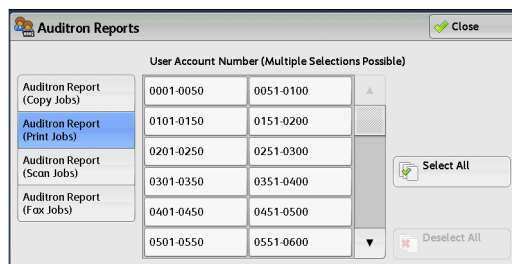 Auditron Reports
Close
User Account Number (Multiple Selections Possible)
Auditron Report
(Copy Jobs)
Auditron Report
(Print Jobs)
Auditron Report
(Scan Jobs)
Auditron Report
(Fax Jobs)
0001-0050 0051-0100
0101-0150 0151-0200
0201-0250 0251-0300
0301-0350 0351-0400
0401-0450 0451-0500
0501-0550 0551-0600
Select All
Deselect All